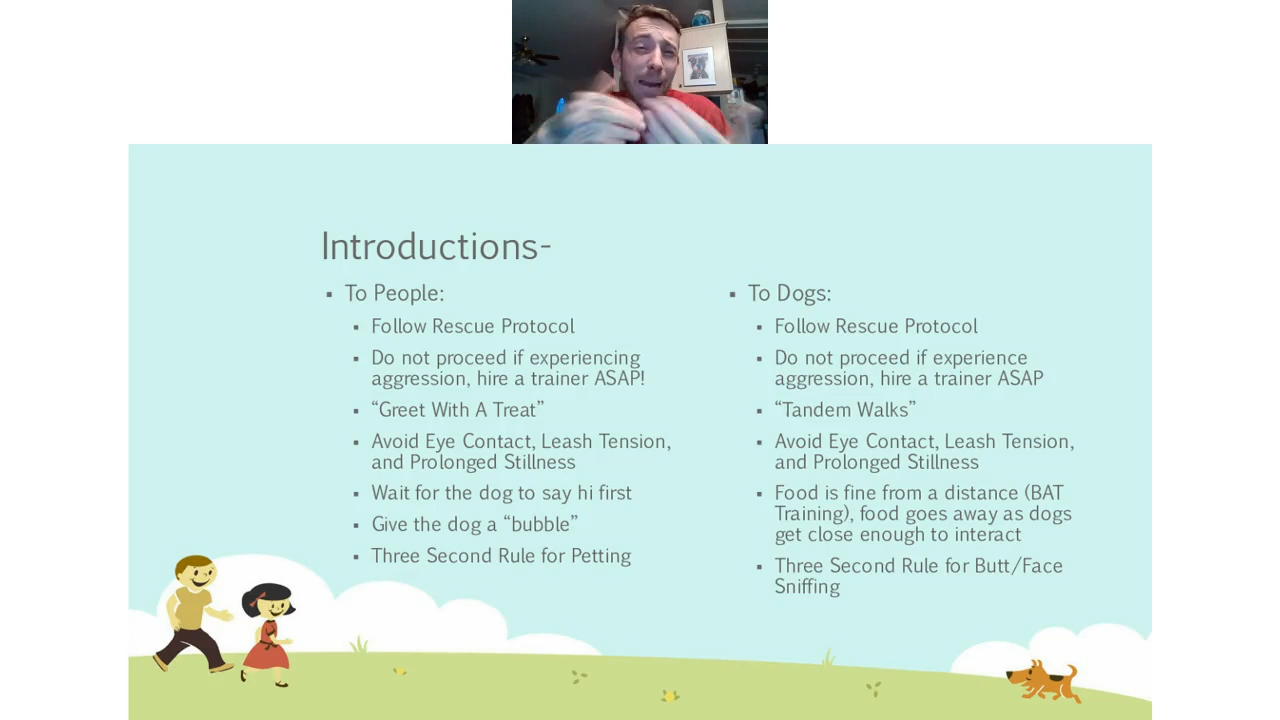 Introductions-
To People:
Follow Rescue Protocol
Do not proceed if experiencing
aggression, hire a trainer ASAP!
“Greet With A Treat”
Avoid Eye Contact, Leash Tension,
and Prolonged Stillness
Wait for the dog to say hi first
Give the dog a “bubble”
Three Second Rule for Petting
To Dogs:
Follow Rescue Protocol
Do not proceed if experience
aggression, hire a trainer ASAP
“Tandem Walks”
Avoid Eye Contact, Leash Tension,
and Prolonged Stillness
Food is fine from a distance (BAT
Training), food goes away as dogs
get close enough to interact
Three Second Rule for Butt/Face
Sniffing